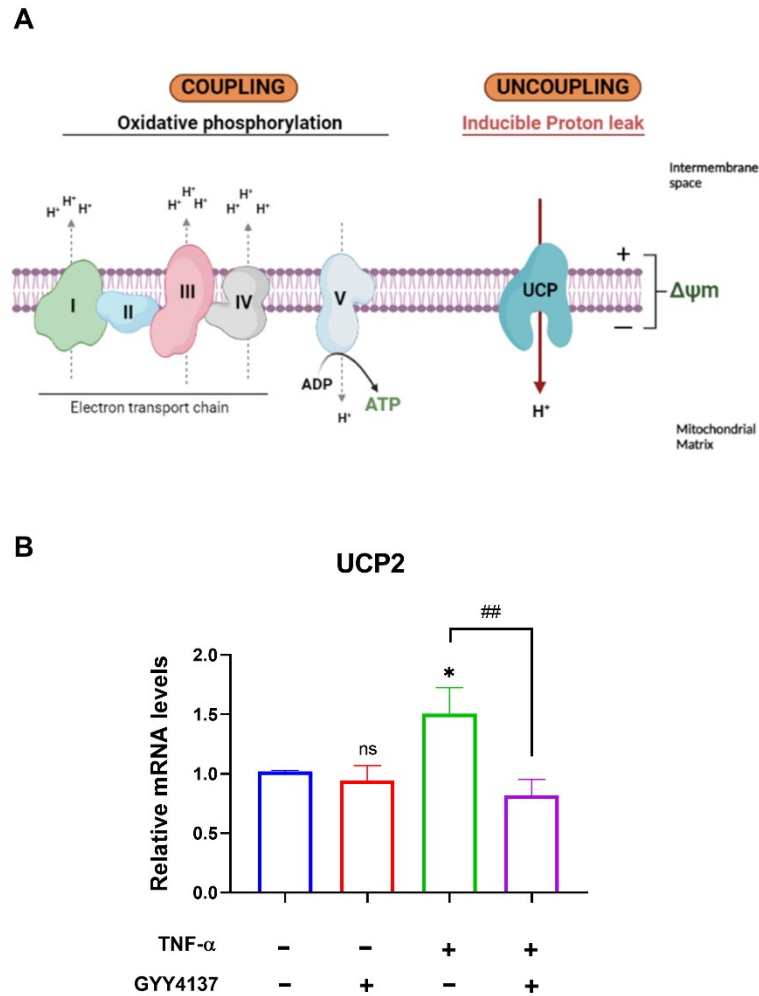 A
COUPLING
UNCOUPLING
Oxidative phosphorylation
Inducible Proton leak
Intermembrane
space
H⁺ H⁺ H⁺
H⁺ H⁺ H⁺
H⁺ H⁺ H⁺
I
II
III
IV
V
UCP
+
Δψm
−
ADP
ATP
H⁺
H⁺
Electron transport chain
Mitochondrial
Matrix
B
UCP2
##
*
ns
Relative mRNA levels
2.0
1.5
1.0
0.5
0.0
TNF-α − − + +
GYY4137 − + − +